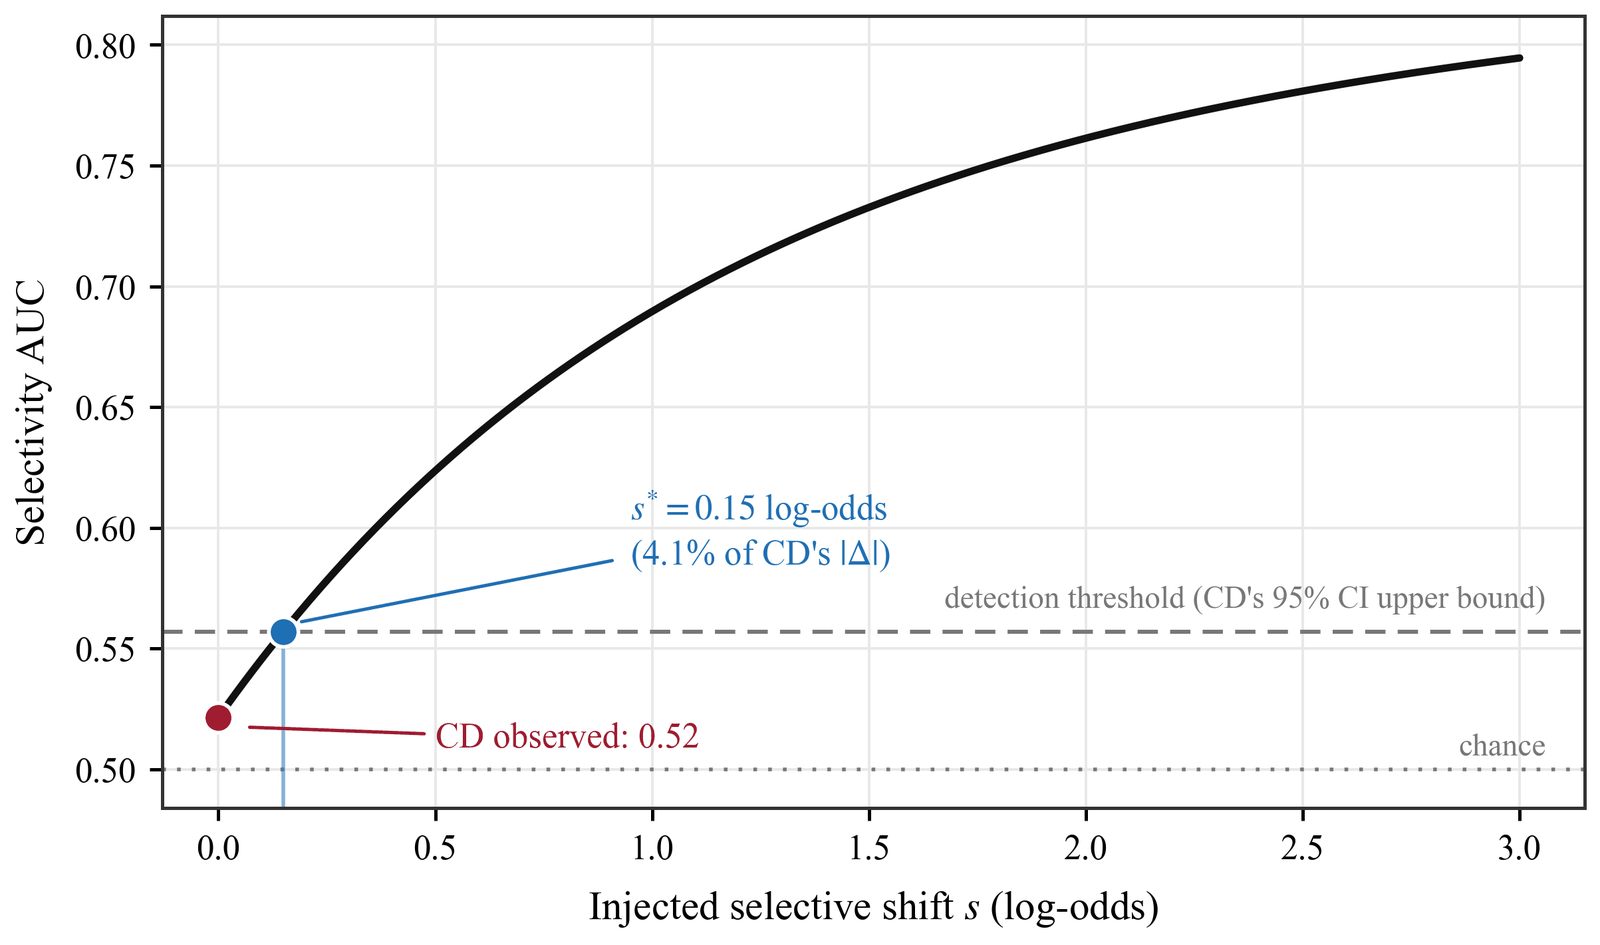 0.80
0.75
0.70
0.65
0.60
0.55
0.50
Selectivity AUC
s* = 0.15 log-odds
(4.1% of CD's |Δ|)
detection threshold (CD's 95% CI upper bound)
CD observed: 0.52
chance
0.0 0.5 1.0 1.5 2.0 2.5 3.0
Injected selective shift s (log-odds)